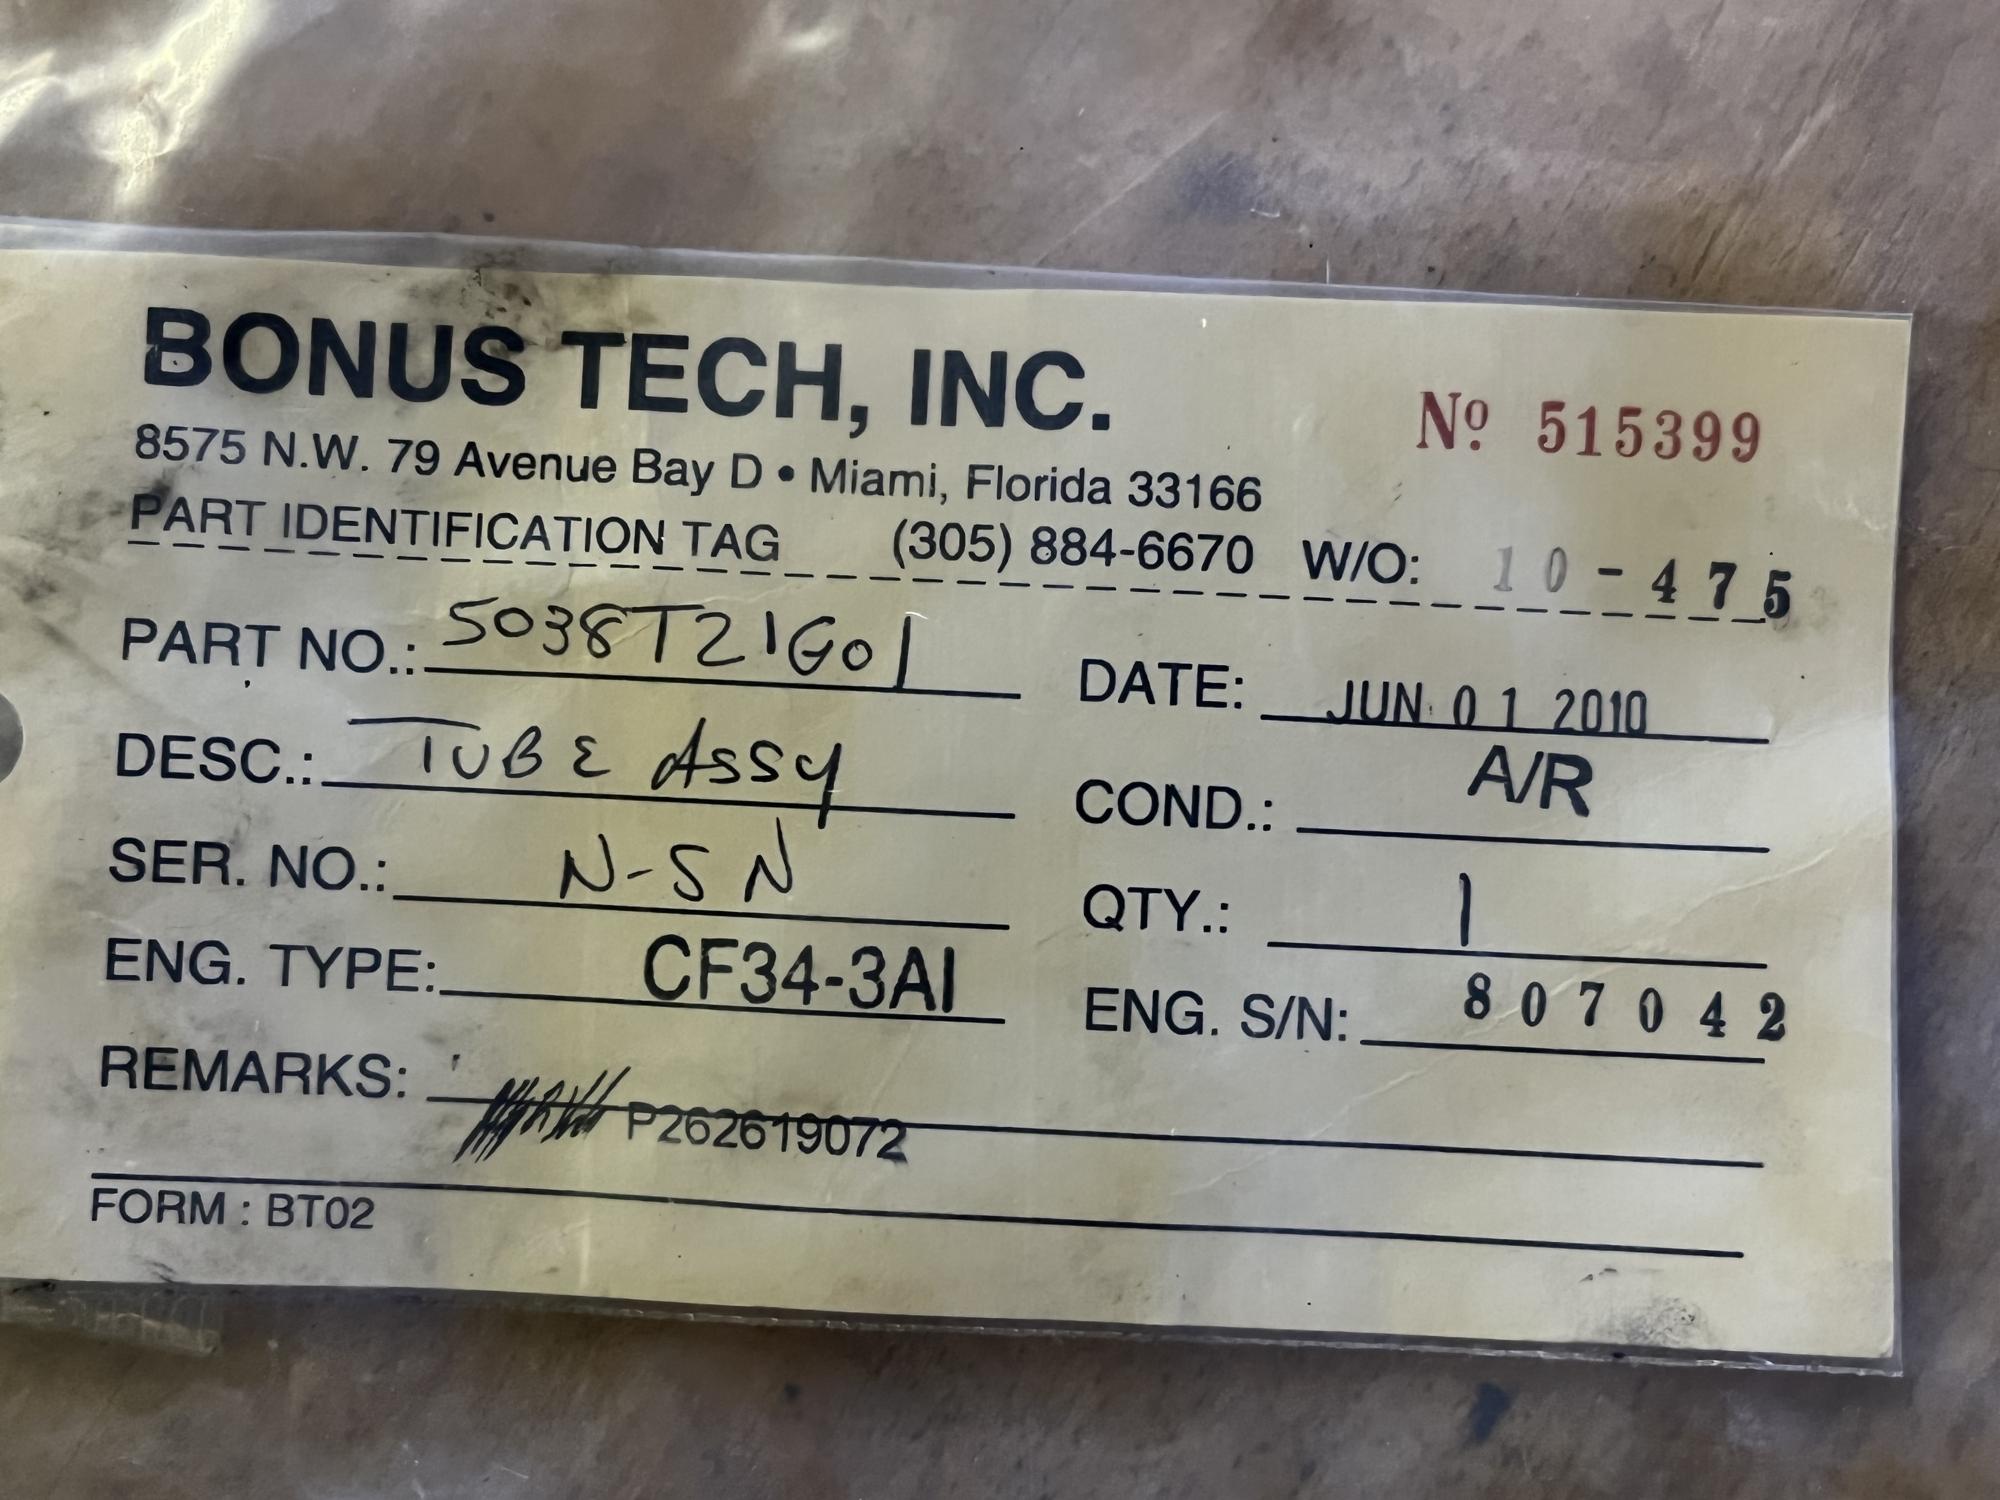 BONUS TECH, INC.
Nº 515399
8575 N.W. 79 Avenue Bay D • Miami, Florida 33166
PART IDENTIFICATION TAG (305) 884-6670 W/O: 10-475
PART NO.: 5038T21G01
DATE: JUN 01 2010
DESC.: TUBE ASSY
COND.: A/R
SER. NO.: N-SN
QTY.: 1
ENG. TYPE: CF34-3A1
ENG. S/N: 807042
REMARKS: P262619072
FORM : BT02